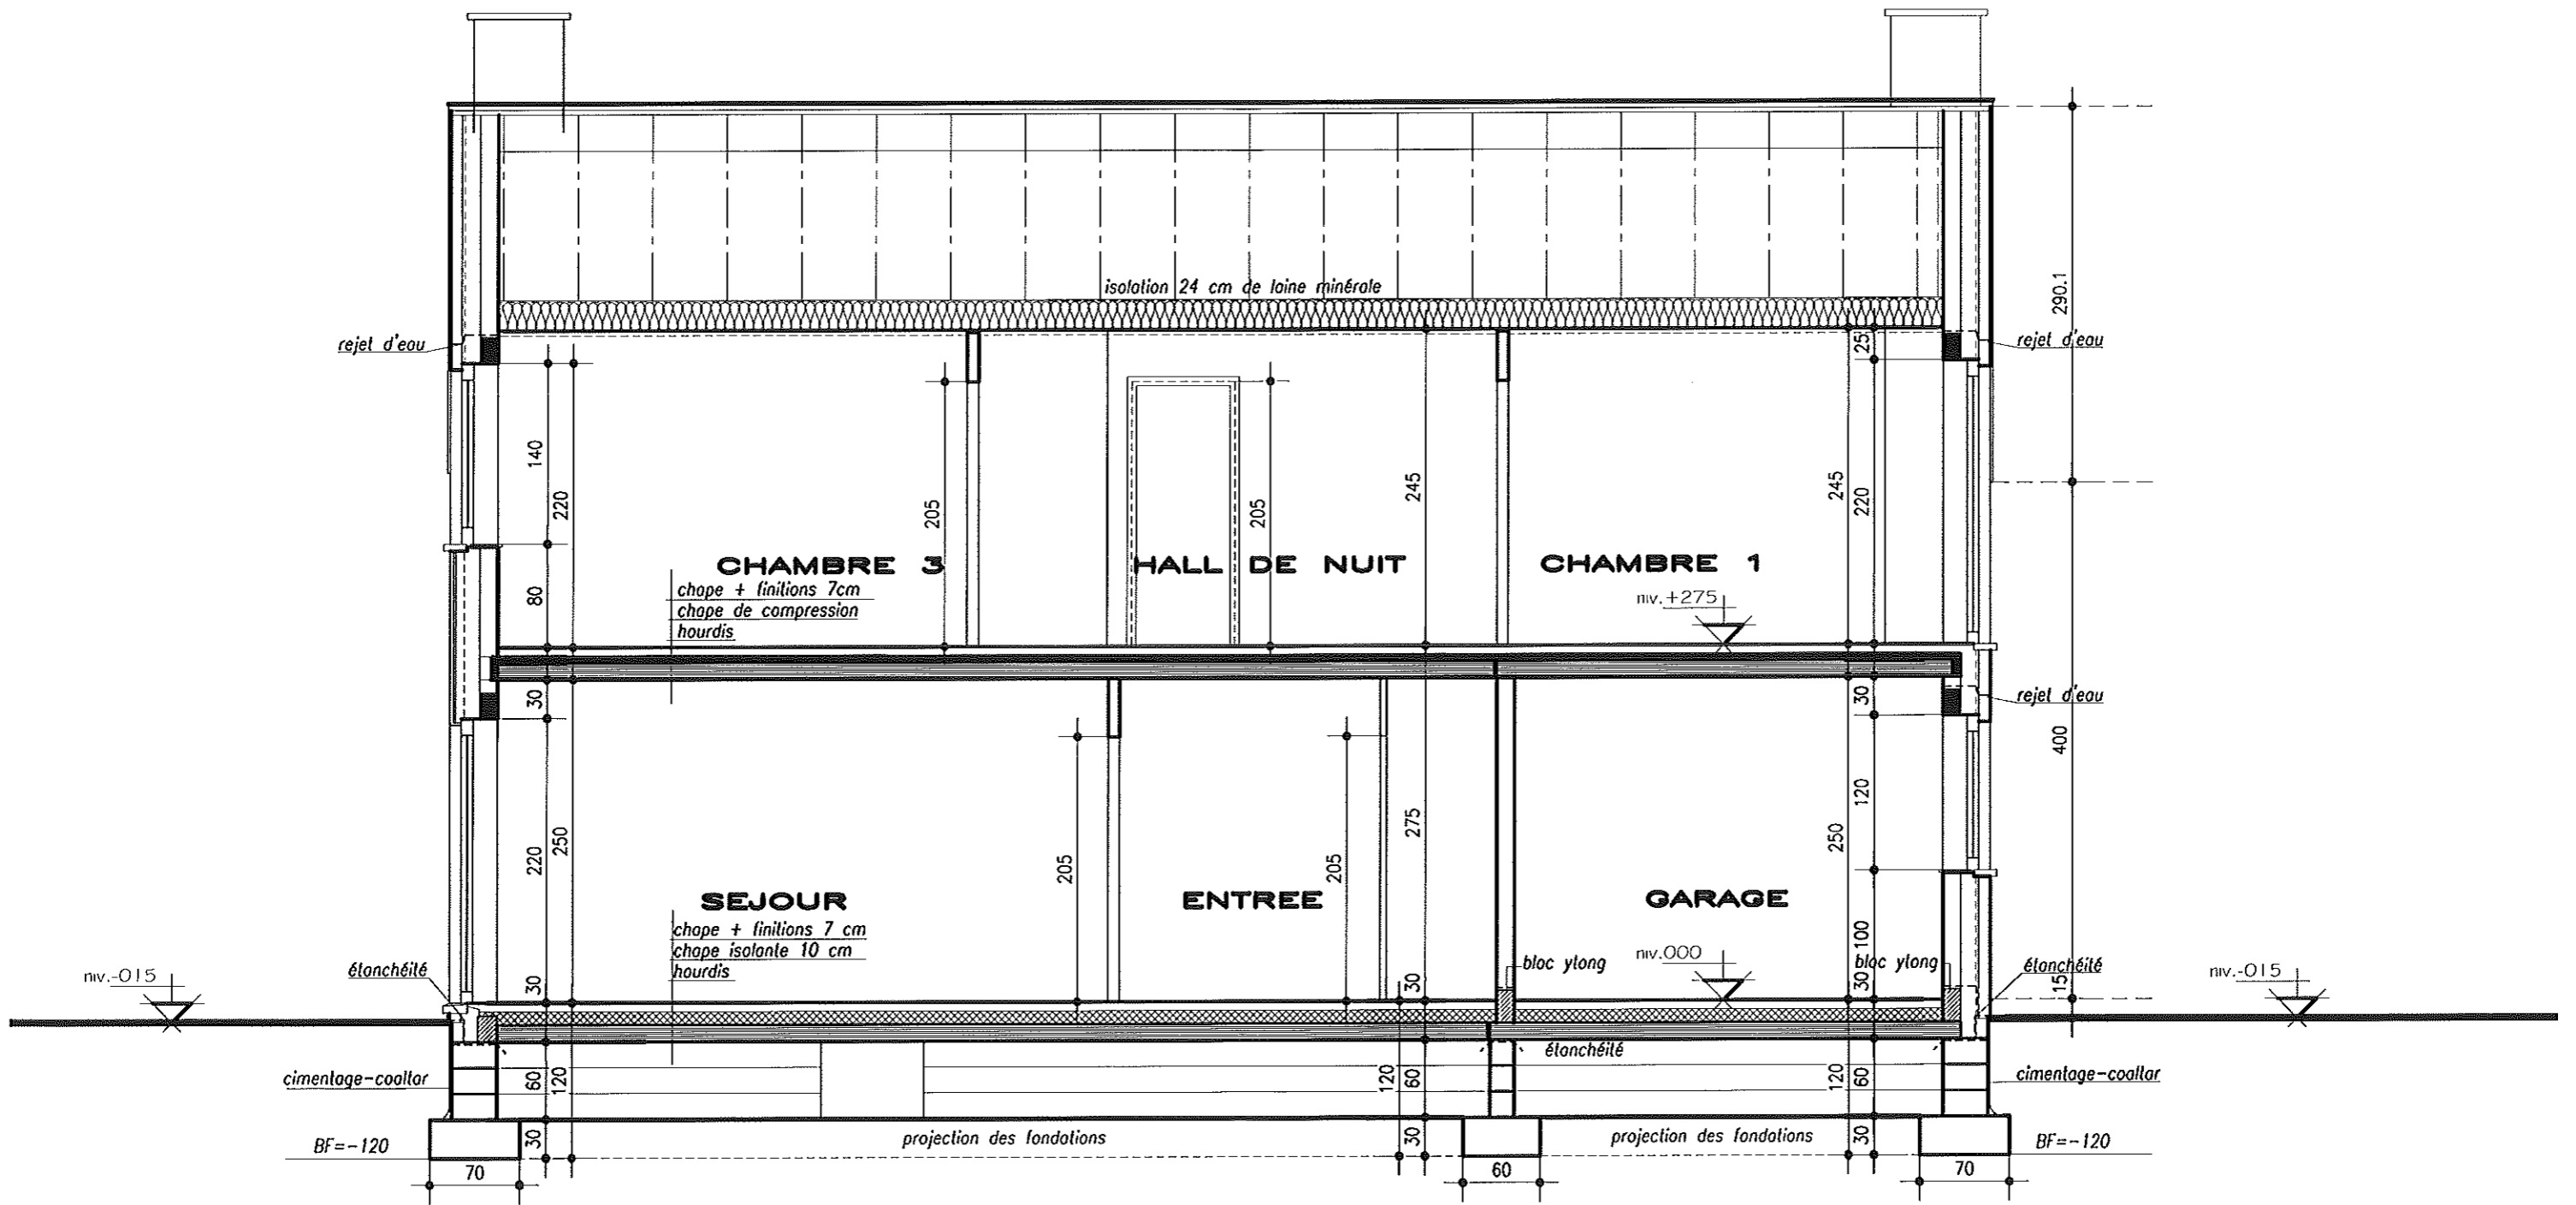 isolation 24 cm de laine minérale
rejet d'eau
rejet d'eau
25
290.1
140
220
205
205
245
245
220
CHAMBRE 3
HALL DE NUIT
CHAMBRE 1
chape + finitions 7cm
chape de compression
hourdis
80
niv.+275
30
30
rejet d'eau
400
220
250
205
205
275
250
120
SEJOUR
ENTREE
GARAGE
chape + finitions 7 cm
chape isolante 10 cm
hourdis
100
niv.-015
étanchéité
30
30
bloc ytong
niv.000
bloc ytong
30
15
étanchéité
niv.-015
étanchéité
cimentage-coaltar
60
120
120
60
120
60
cimentage-coaltar
BF=-120
30
projection des fondations
30
projection des fondations
30
BF=-120
70
60
70